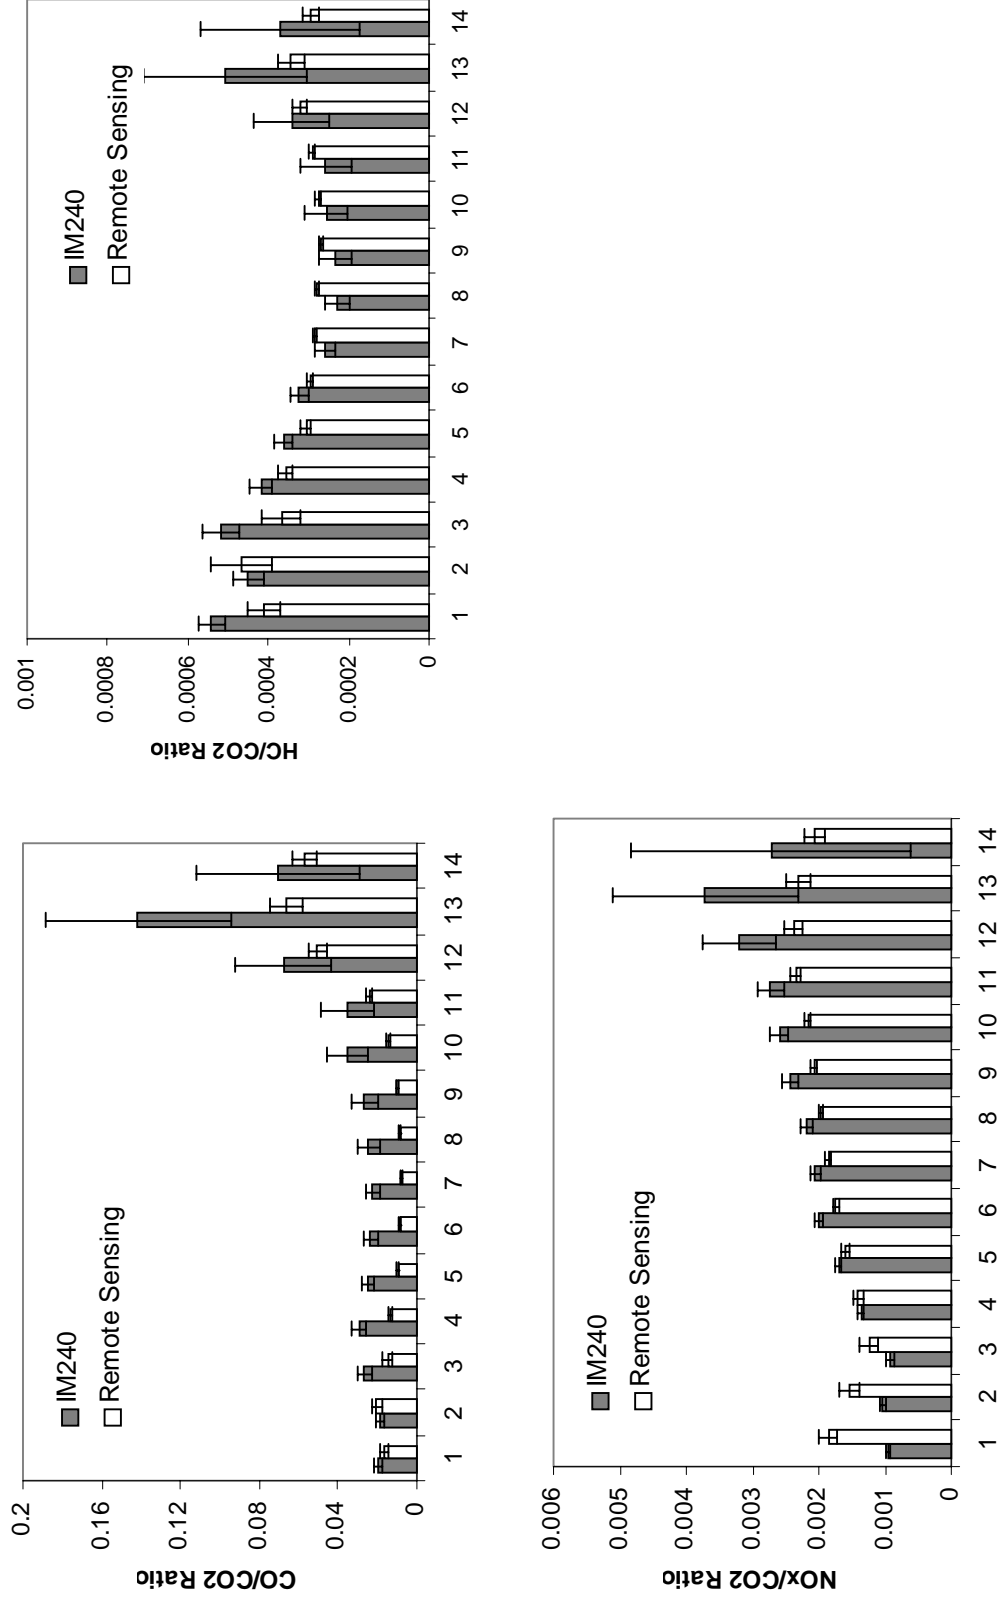 0.2
0.16
0.12
0.08
0.04
0
CO/CO2 Ratio
IM240
Remote Sensing
1 2 3 4 5 6 7 8 9 10 11 12 13 14
0.001
0.0008
0.0006
0.0004
0.0002
0
HC/CO2 Ratio
IM240
Remote Sensing
1 2 3 4 5 6 7 8 9 10 11 12 13 14
0.006
0.005
0.004
0.003
0.002
0.001
0
NOx/CO2 Ratio
IM240
Remote Sensing
1 2 3 4 5 6 7 8 9 10 11 12 13 14